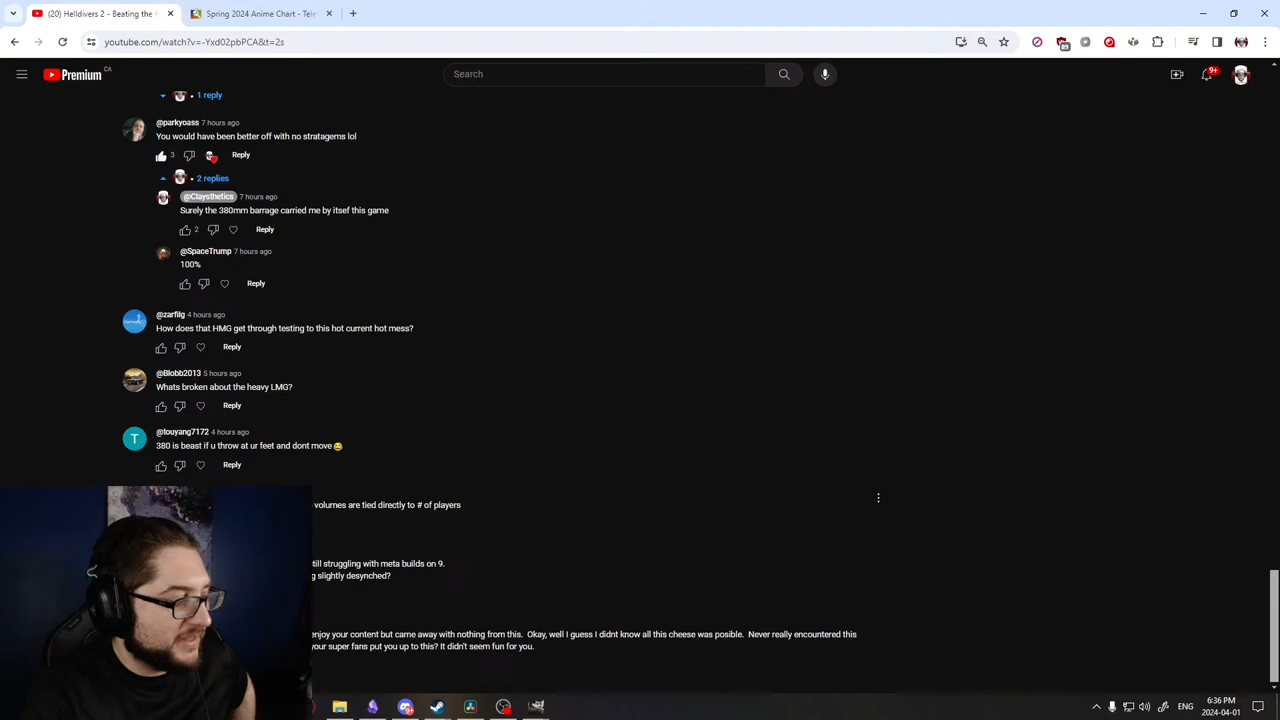 (20) Helldivers 2 - Beating the
Spring 2024 Anime Chart - Tele
youtube.com/watch?v=-Yxd02pbPCA&t=2s
89
Premium CA
Search
9+
1 reply
@parkyoass 7 hours ago
You would have been better off with no stratagems lol
3 Reply
2 replies
@Claysthetics 7 hours ago
Surely the 380mm barrage carried me by itsef this game
2 Reply
@SpaceTrump 7 hours ago
100%
Reply
@zarfilg 4 hours ago
How does that HMG get through testing to this hot current hot mess?
Reply
@Blobb2013 5 hours ago
Whats broken about the heavy LMG?
Reply
T
@touyang7172 4 hours ago
380 is beast if u throw at ur feet and dont move
Reply
volumes are tied directly to # of players
till struggling with meta builds on 9.
g slightly desynched?
enjoy your content but came away with nothing from this. Okay, well I guess I didnt know all this cheese was posible. Never really encountered this
your super fans put you up to this? It didn't seem fun for you.
ENG
6:36 PM
2024-04-01